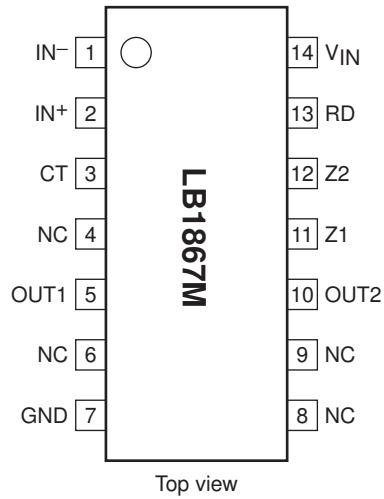 IN– 1 14 VIN
IN+ 2 13 RD
CT 3 12 Z2
NC 4 11 Z1
OUT1 5 10 OUT2
NC 6 9 NC
GND 7 8 NC
LB1867M
Top view